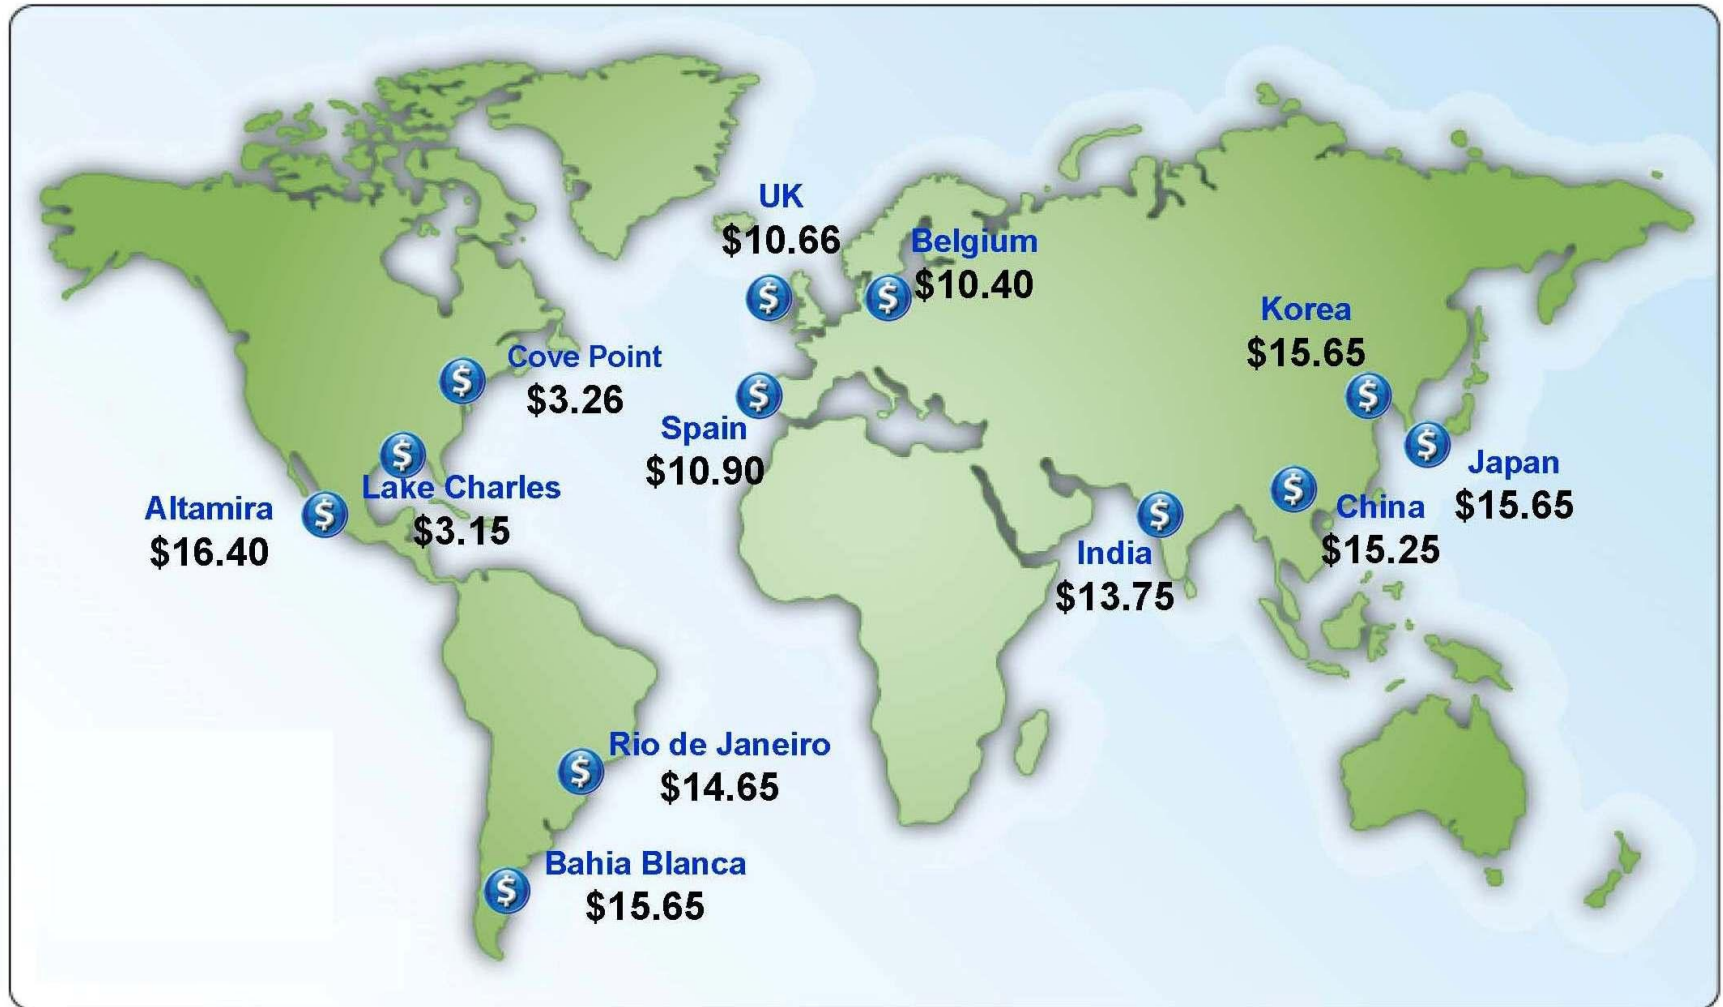 UK
$10.66
Belgium
$10.40
Korea
$15.65
Cove Point
$3.26
Spain
$10.90
Japan
$15.65
Lake Charles
$3.15
Altamira
$16.40
China
$15.25
India
$13.75
Rio de Janeiro
$14.65
Bahia Blanca
$15.65